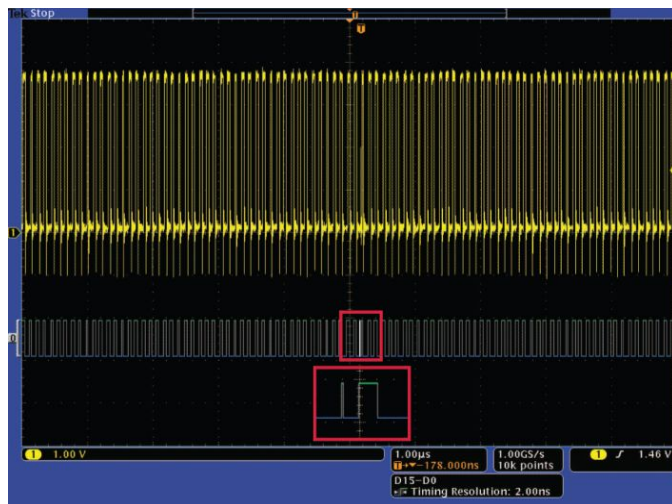 Tek Stop
T
T
1
D
1 1.00 V
1.00µs
T→▼-178.000ns
1.00GS/s
10k points
1 ∫ 1.46 V
D15-D0
Timing Resolution: 2.00ns